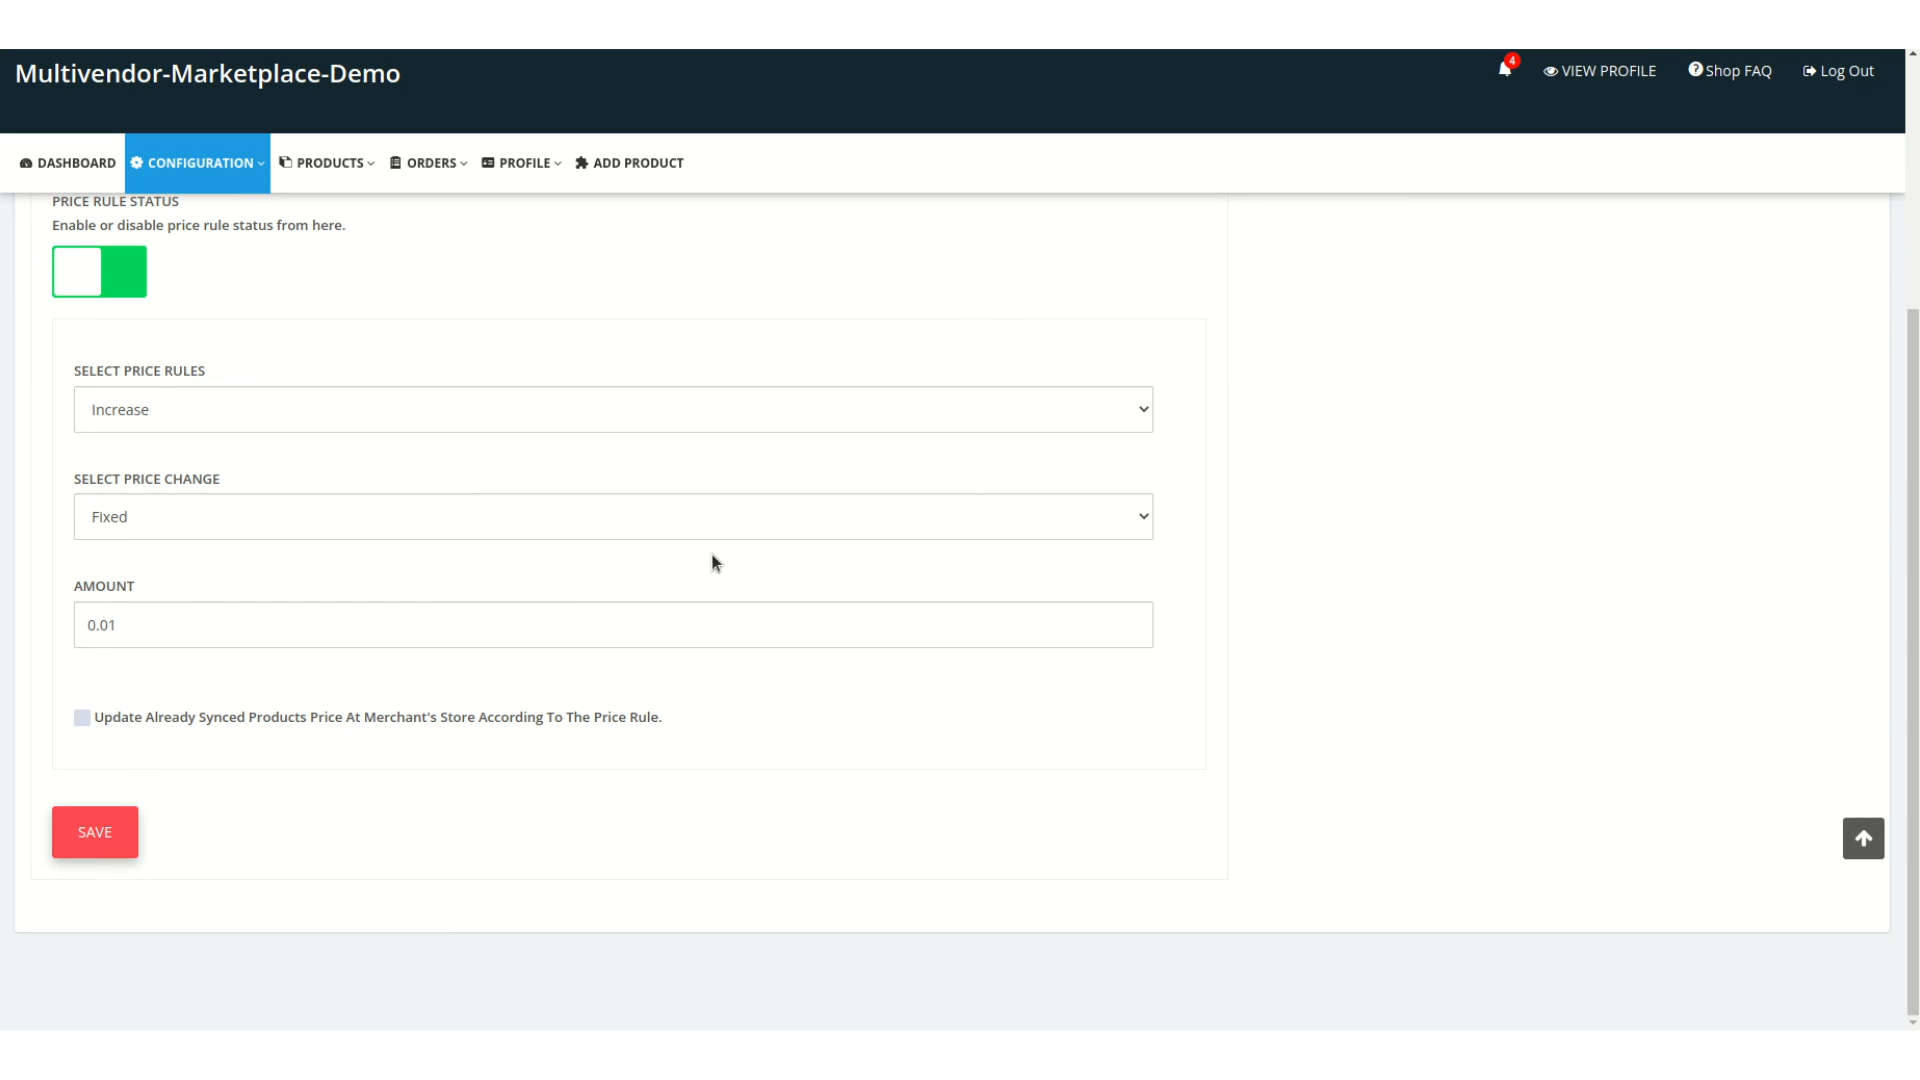 Multivendor-Marketplace-Demo
4
VIEW PROFILE
Shop FAQ
Log Out
DASHBOARD
CONFIGURATION
PRODUCTS
ORDERS
PROFILE
ADD PRODUCT
PRICE RULE STATUS
Enable or disable price rule status from here.
SELECT PRICE RULES
Increase
SELECT PRICE CHANGE
Fixed
AMOUNT
0.01
Update Already Synced Products Price At Merchant's Store According To The Price Rule.
SAVE